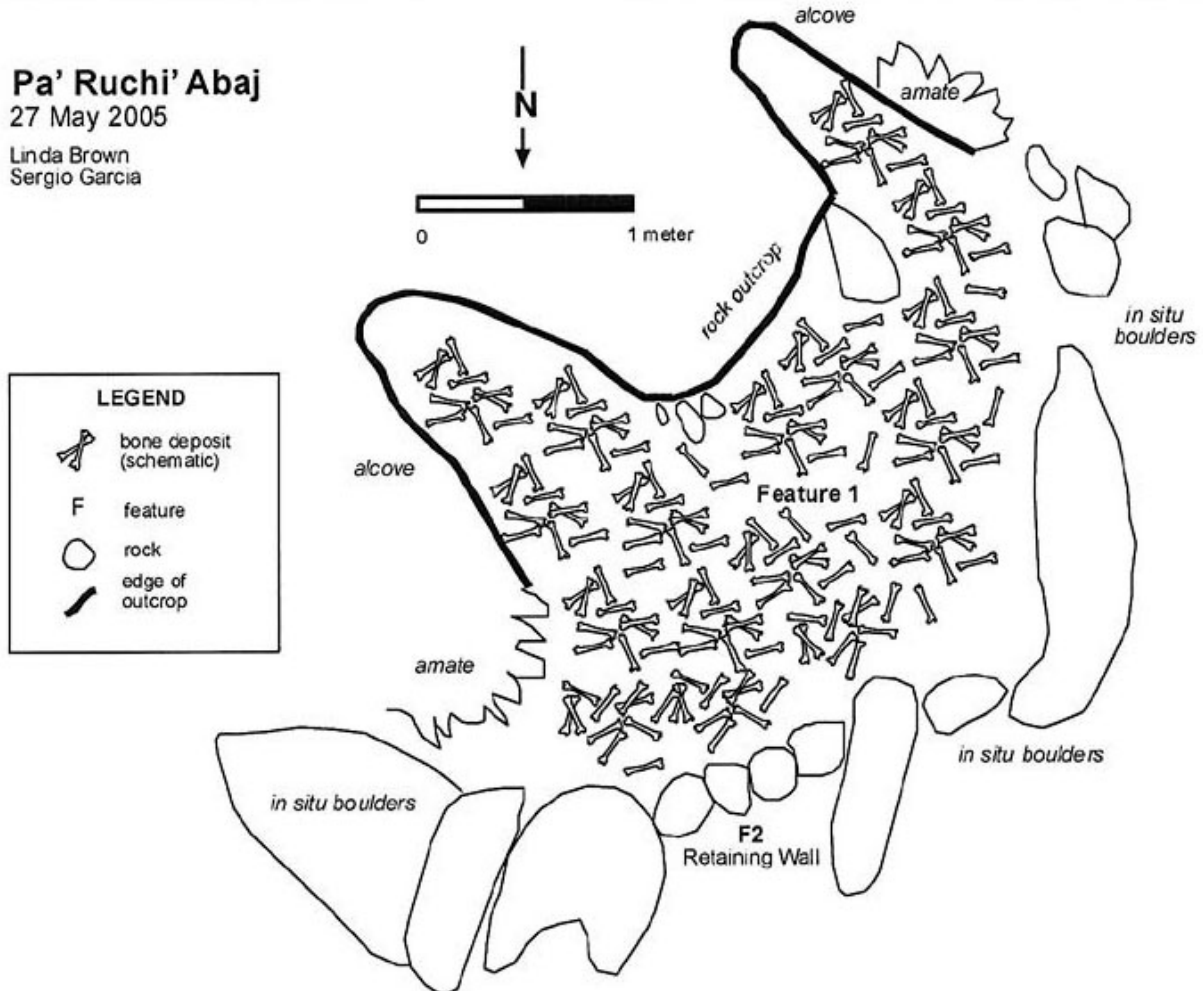 Pa' Ruchi' Abaj
27 May 2005
Linda Brown
Sergio Garcia
N
0
1 meter
alcove
amate
rock outcrop
in situ
boulders
LEGEND
bone deposit
(schematic)
F
feature
rock
edge of
outcrop
alcove
Feature 1
amate
in situ boulders
in situ boulders
F2
Retaining Wall